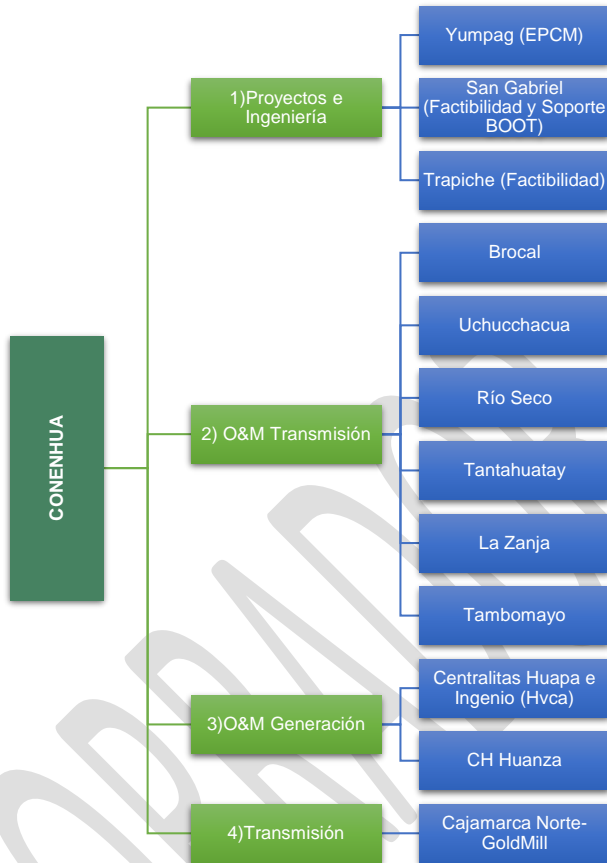 CONENHUA
1)Proyectos e
Ingeniería
Yumpag (EPCM)
San Gabriel
(Factibilidad y Soporte
BOOT)
Trapiche (Factibilidad)
2) O&M Transmisión
Brocal
Uchucchacua
Río Seco
Tantahuatay
La Zanja
Tambomayo
3)O&M Generación
Centralitas Huapa e
Ingenio (Hvca)
CH Huanza
4)Transmisión
Cajamarca Norte-
GoldMill